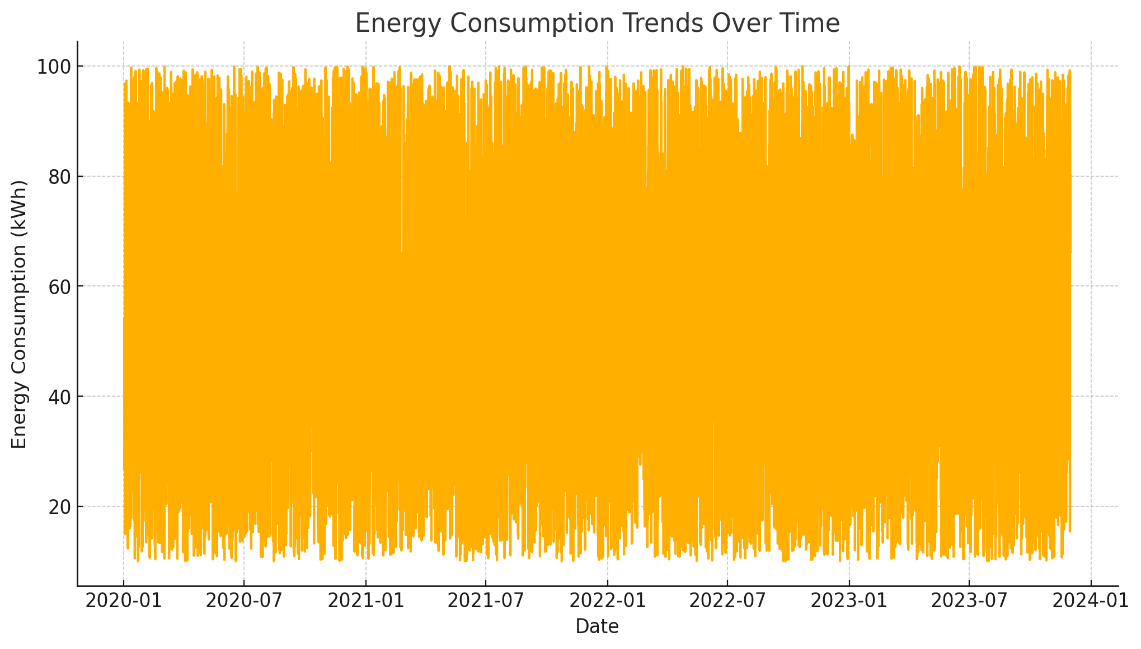 Energy Consumption Trends Over Time
Energy Consumption (kWh)
100
80
60
40
20
2020-01 2020-07 2021-01 2021-07 2022-01 2022-07 2023-01 2023-07 2024-01
Date